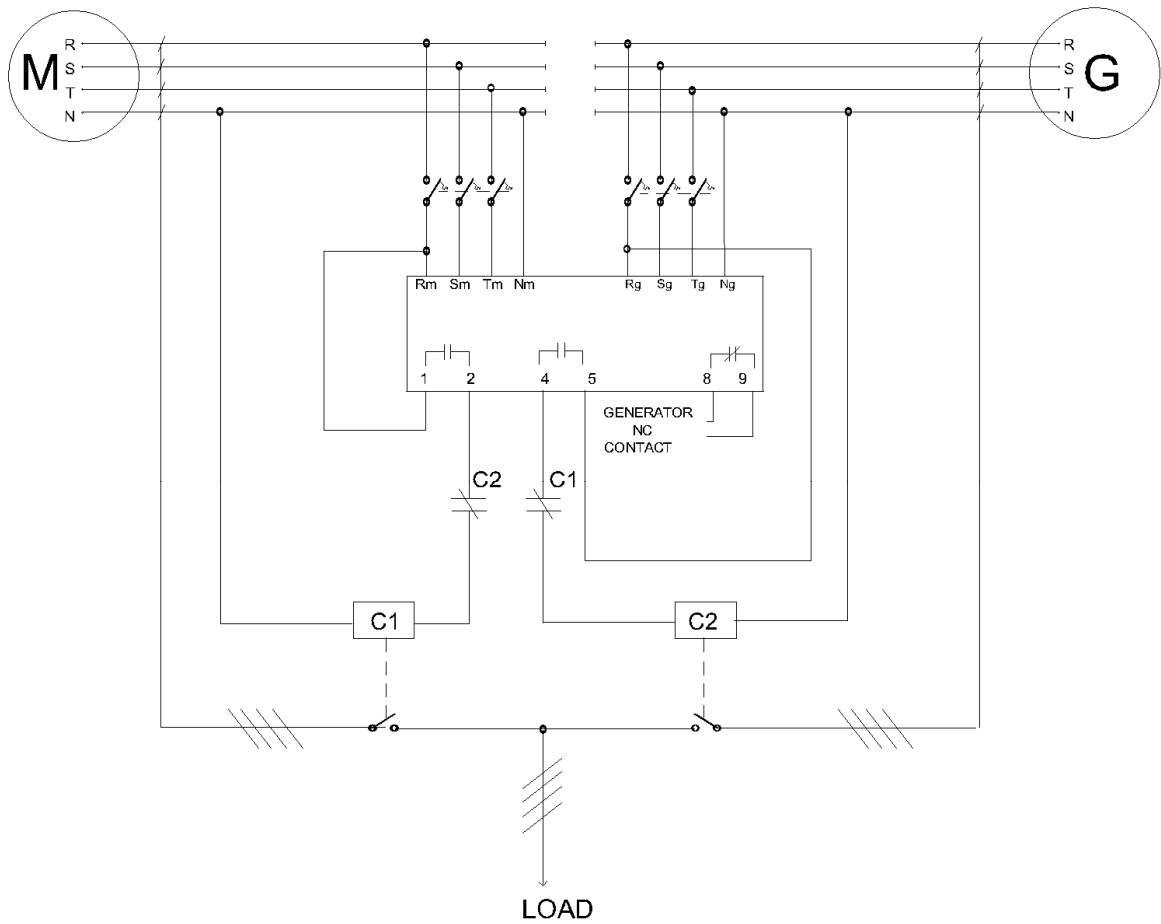 M R S T N
R S T N G
Rm Sm Tm Nm Rg Sg Tg Ng
1 2 4 5 8 9
GENERATOR
NC
CONTACT
C2 C1
C1 C2
LOAD